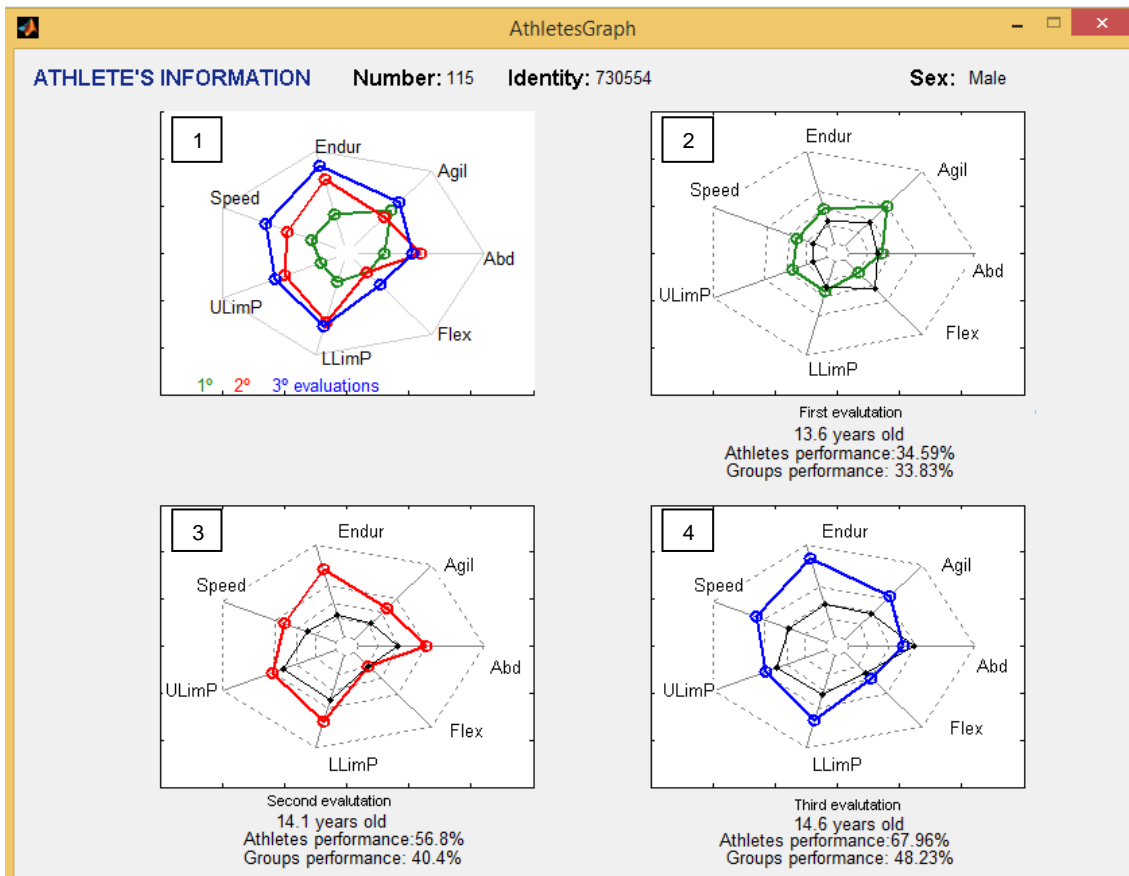 AthletesGraph
ATHLETE'S INFORMATION Number: 115 Identity: 730554 Sex: Male
1
Endur
Agil
Speed
Abd
ULimP
Flex
LLimP
1º 2º 3º evaluations
2
Endur
Agil
Speed
Abd
ULimP
Flex
LLimP
First evalutation
13.6 years old
Athletes performance:34.59%
Groups performance: 33.83%
3
Endur
Agil
Speed
Abd
ULimP
Flex
LLimP
Second evalutation
14.1 years old
Athletes performance:56.8%
Groups performance: 40.4%
4
Endur
Agil
Speed
Abd
ULimP
Flex
LLimP
Third evalutation
14.6 years old
Athletes performance:67.96%
Groups performance: 48.23%